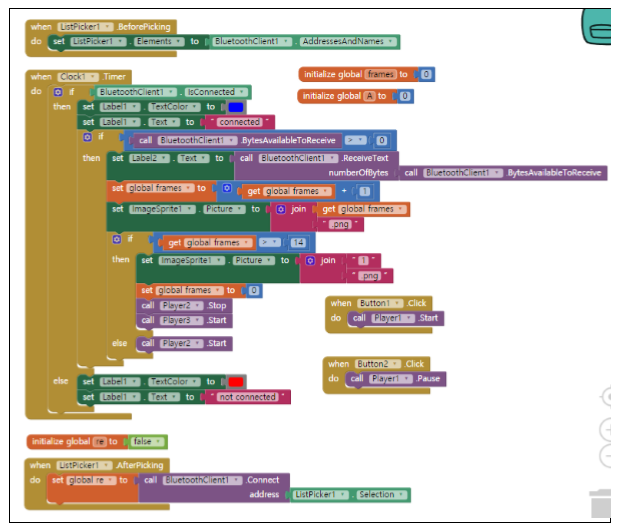 when ListPicker1 .BeforePicking
do set ListPicker1 . Elements to BluetoothClient1 . AddressesAndNames
when Clock1 .Timer
do if BluetoothClient1 . IsConnected
then set Label1 . TextColor to
set Label1 . Text to " connected "
if call BluetoothClient1 .BytesAvailableToReceive > 0
then set Label2 . Text to call BluetoothClient1 .ReceiveText
numberOfBytes call BluetoothClient1 .BytesAvailableToReceive
set global frames to get global frames + 1
set ImageSprite1 . Picture to join get global frames
" .png "
if get global frames > 14
then set ImageSprite1 . Picture to join " 1 "
" .png "
set global frames to 0
call Player2 .Stop
call Player3 .Start
else call Player2 .Start
else set Label1 . TextColor to
set Label1 . Text to " not connected "
initialize global frames to 0
initialize global A to 0
when Button1 .Click
do call Player1 .Start
when Button2 .Click
do call Player1 .Pause
initialize global re to false
when ListPicker1 .AfterPicking
do set global re to call BluetoothClient1 .Connect
address ListPicker1 . Selection